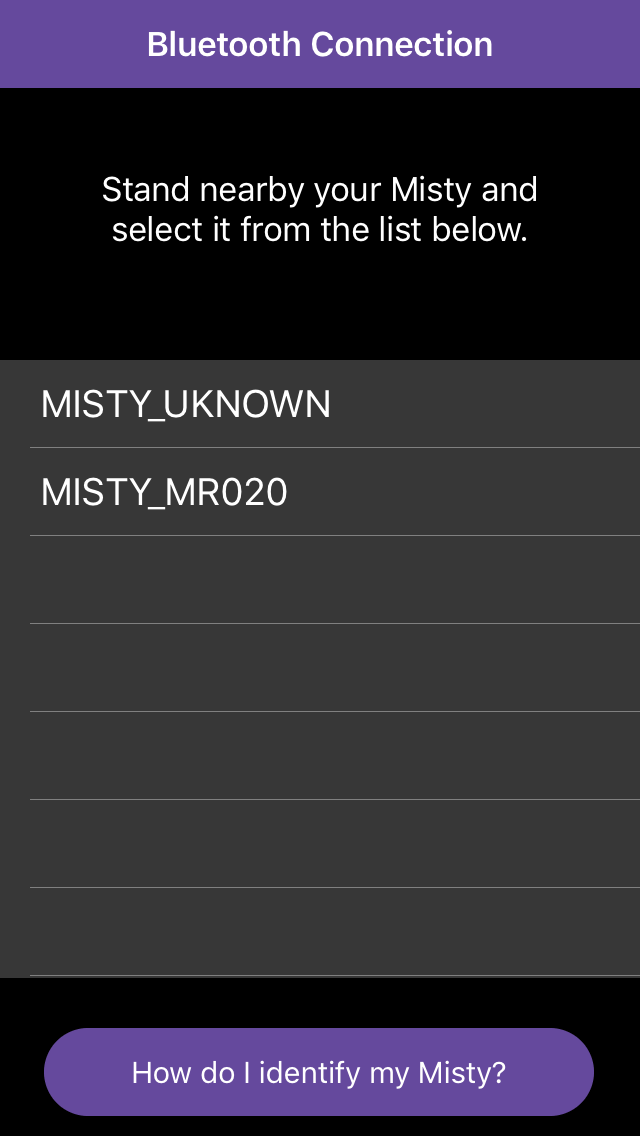 Bluetooth Connection
Stand nearby your Misty and
select it from the list below.
MISTY_UKNOWN
MISTY_MR020
How do I identify my Misty?